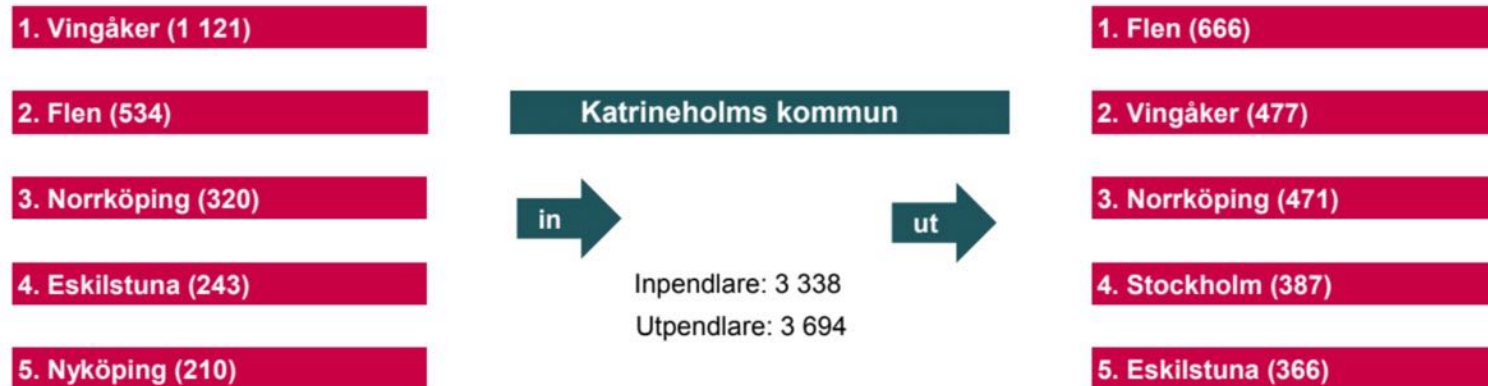 1. Vingåker (1 121)
2. Flen (534)
3. Norrköping (320)
4. Eskilstuna (243)
5. Nyköping (210)
Katrineholms kommun
in
ut
Inpendlare: 3 338
Utpendlare: 3 694
1. Flen (666)
2. Vingåker (477)
3. Norrköping (471)
4. Stockholm (387)
5. Eskilstuna (366)